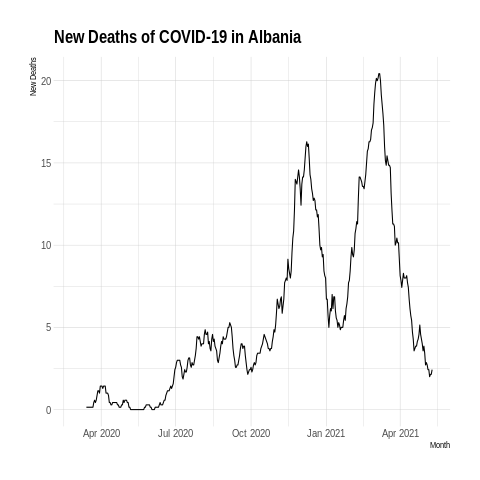 New Deaths of COVID-19 in Albania
New Deaths
20
15
10
5
0
Apr 2020 Jul 2020 Oct 2020 Jan 2021 Apr 2021
Month